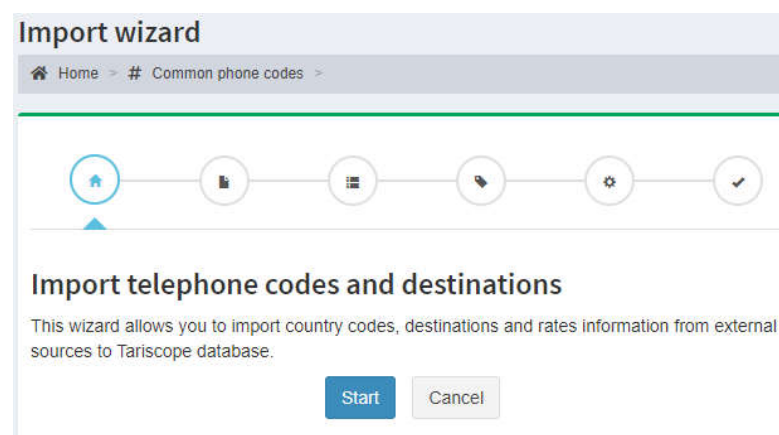 Import wizard
Home > # Common phone codes >
Import telephone codes and destinations
This wizard allows you to import country codes, destinations and rates information from external
sources to Tariscope database.
Start Cancel